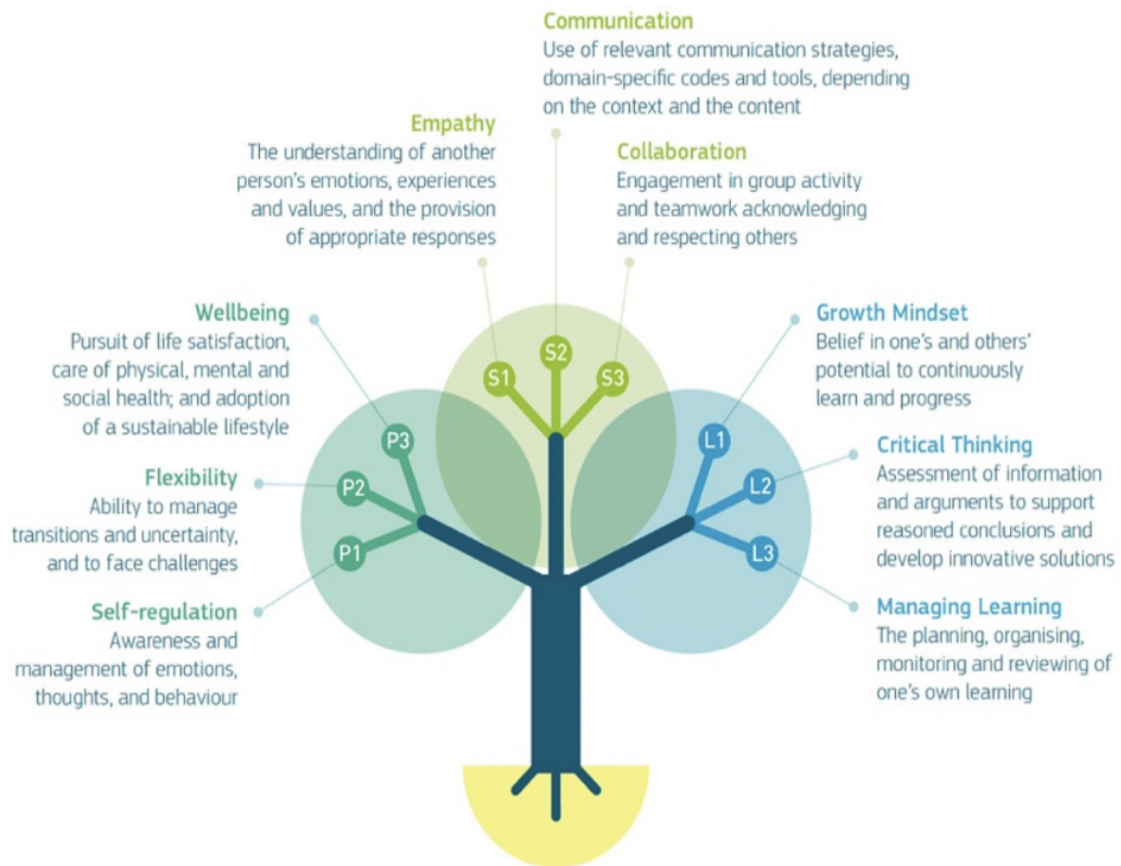 Communication
Use of relevant communication strategies,
domain-specific codes and tools, depending
on the context and the content
Empathy
The understanding of another
person's emotions, experiences
and values, and the provision
of appropriate responses
Collaboration
Engagement in group activity
and teamwork acknowledging
and respecting others
Wellbeing
Pursuit of life satisfaction,
care of physical, mental and
social health; and adoption
of a sustainable lifestyle
Flexibility
Ability to manage
transitions and uncertainty,
and to face challenges
Self-regulation
Awareness and
management of emotions,
thoughts, and behaviour
P3
P2
P1
S1
S2
S3
L1
L2
L3
Growth Mindset
Belief in one's and others'
potential to continuously
learn and progress
Critical Thinking
Assessment of information
and arguments to support
reasoned conclusions and
develop innovative solutions
Managing Learning
The planning, organising,
monitoring and reviewing of
one's own learning